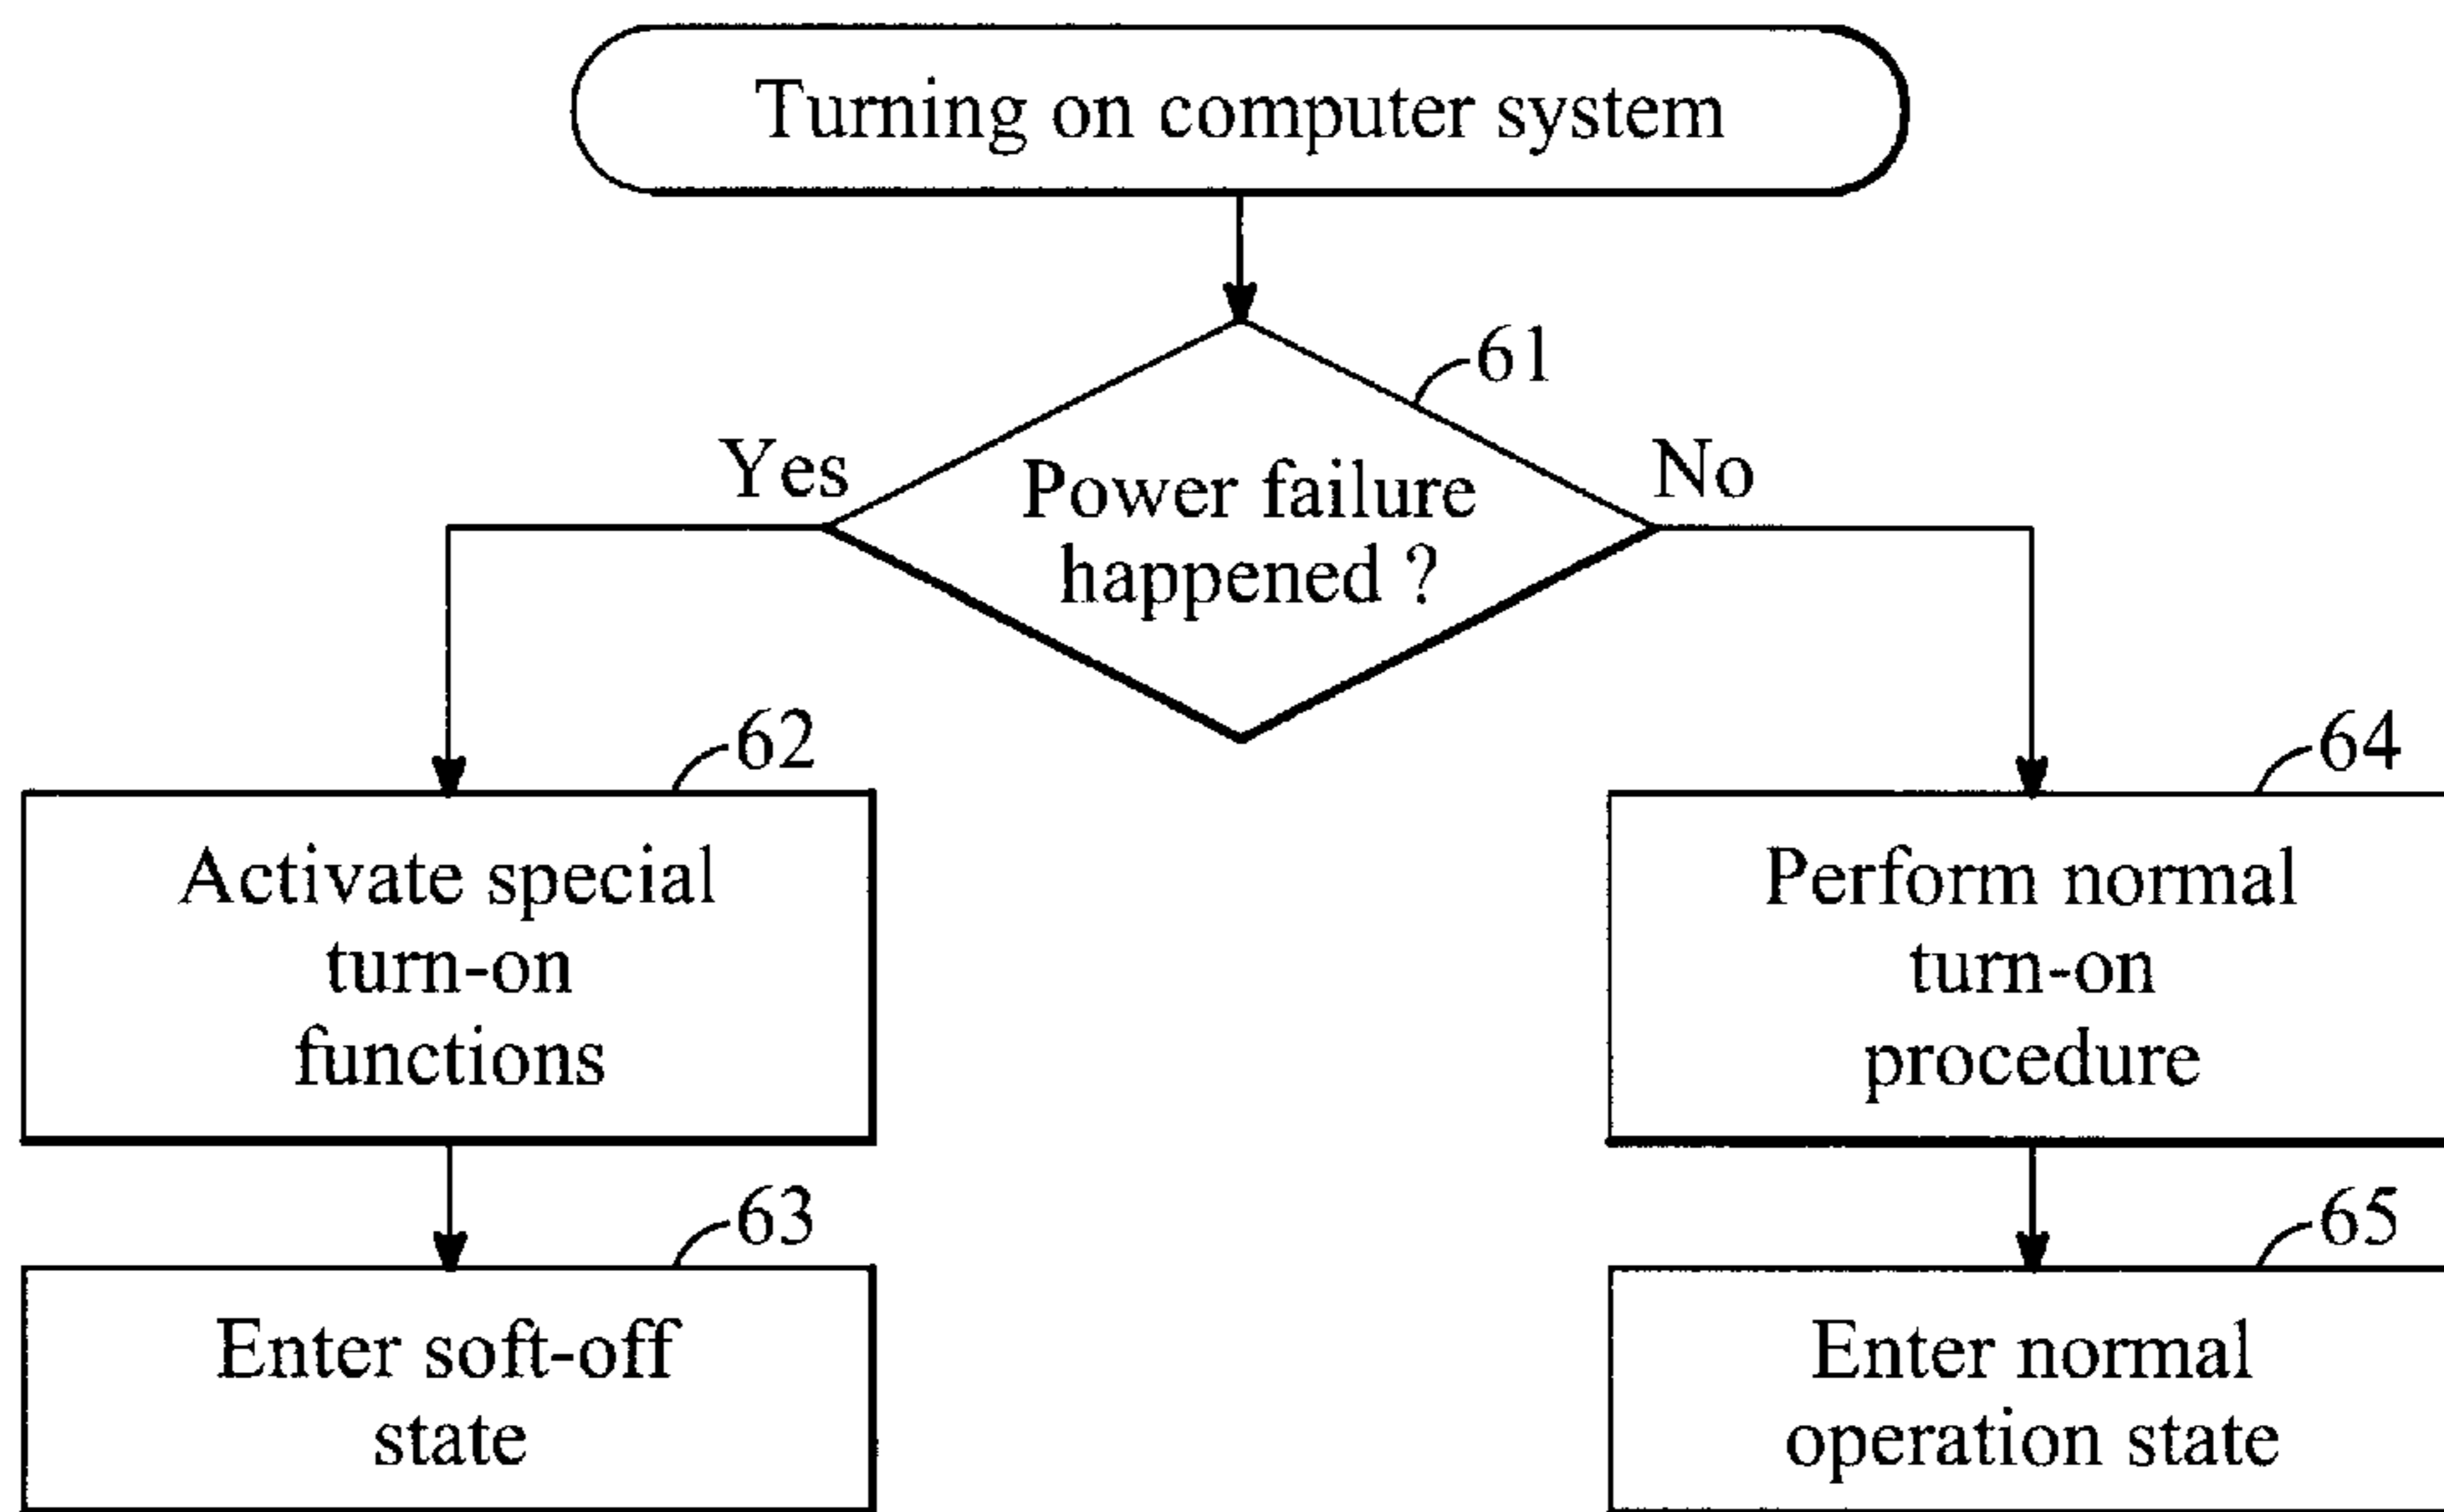 Turning on computer system
61
Yes
No
Power failure
happened ?
62
64
Activate special
turn-on
functions
Perform normal
turn-on
procedure
63
65
Enter soft-off
state
Enter normal
operation state